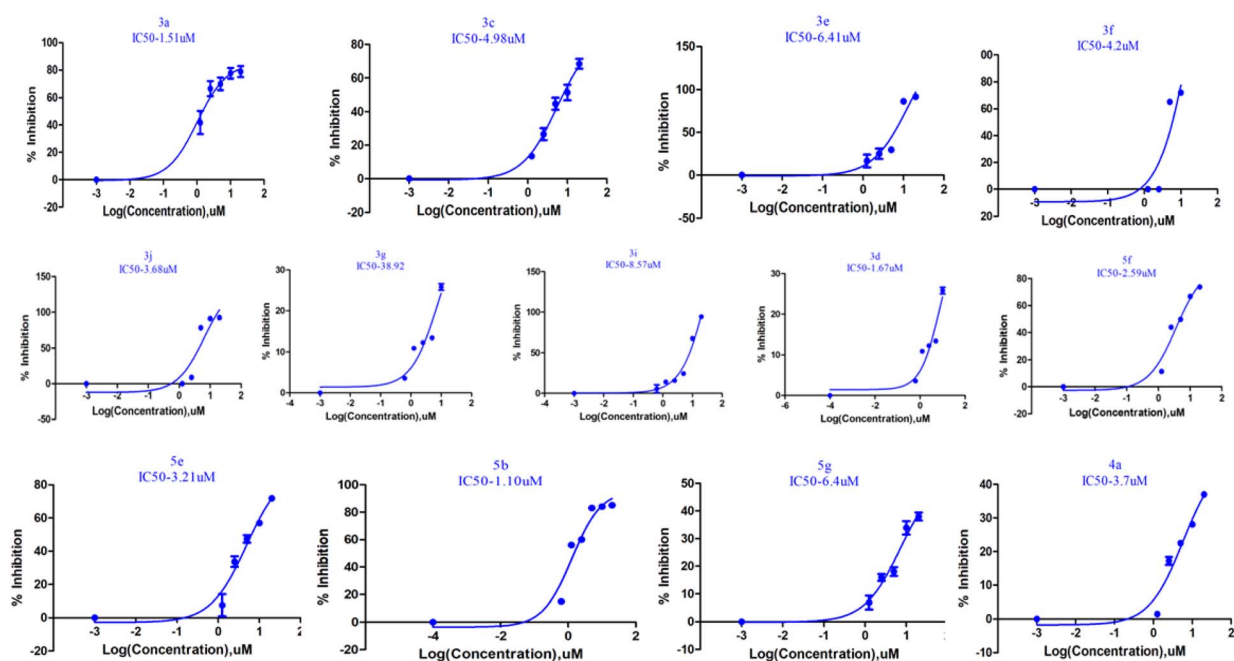 3a
IC50-1.51uM
% Inhibition
100
80
60
40
20
0
-20
-3 -2 -1 0 1 2
Log(Concentration),uM
3c
IC50-4.98uM
% Inhibition
80
60
40
20
0
-20
-4 -3 -2 -1 0 1 2
Log(Concentration),uM
3e
IC50-6.41uM
% Inhibition
150
100
50
0
-50
-4 -3 -2 -1 0 1 2
Log(Concentration),uM
3f
IC50-4.2uM
% Inhibition
00
80
60
40
20
0
20
-3 -2 -1 0 1 2
Log(Concentration),uM
3j
IC50-3.68uM
% Inhibition
150
100
50
0
-50
-4 -3 -2 -1 0 1 2
Log(Concentration),uM
3g
IC50-38.92
% Inhibition
30
20
10
0
-4 -3 -2 -1 0 1 2
Log(Concentration),uM
3i
IC50-8.57uM
% Inhibition
150
100
50
0
-4 -3 -2 -1 0 1 2
Log(Concentration),uM
3d
IC50-1.67uM
% Inhibition
30
20
10
0
-6 -4 -2 0 2
Log(Concentration),uM
5f
IC50-2.59uM
% Inhibition
100
80
60
40
20
0
-20
-4 -3 -2 -1 0 1 2
Log(Concentration),uM
5e
IC50-3.21uM
% Inhibition
80
60
40
20
0
-20
-3 -2 -1 0 1 2
Log(Concentration),uM
5b
IC50-1.10uM
% Inhibition
100
80
60
40
20
0
-20
-4 -2 0 2
Log(Concentration),uM
5g
IC50-6.4uM
% Inhibition
50
40
30
20
10
0
-10
-4 -3 -2 -1 0 1 2
Log(Concentration),uM
4a
IC50-3.7uM
% Inhibition
40
30
20
10
0
-10
-3 -2 -1 0 1 2
Log(Concentration),uM